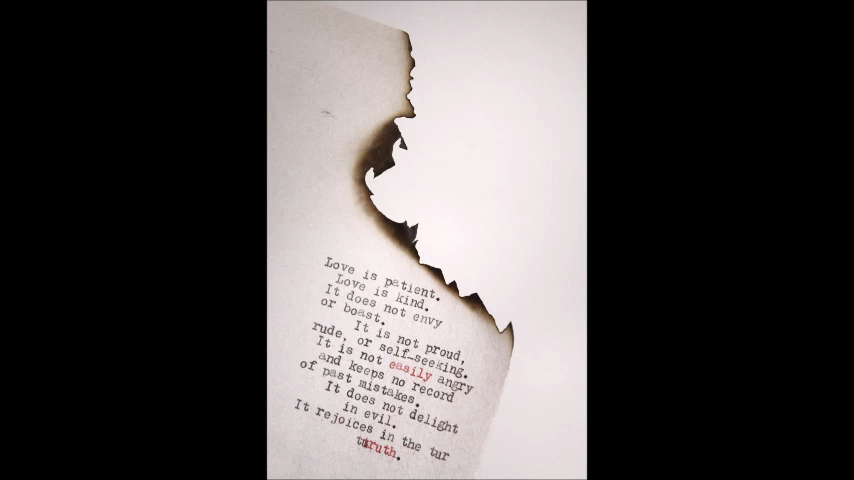 Love is patient.
Love is kind.
It does not envy
or boast.
It is not proud,
rude, or self-seeking.
It is not easily angry
and keeps no record
of past mistakes.
It does not delight
in evil.
It rejoices in the tur
truth.